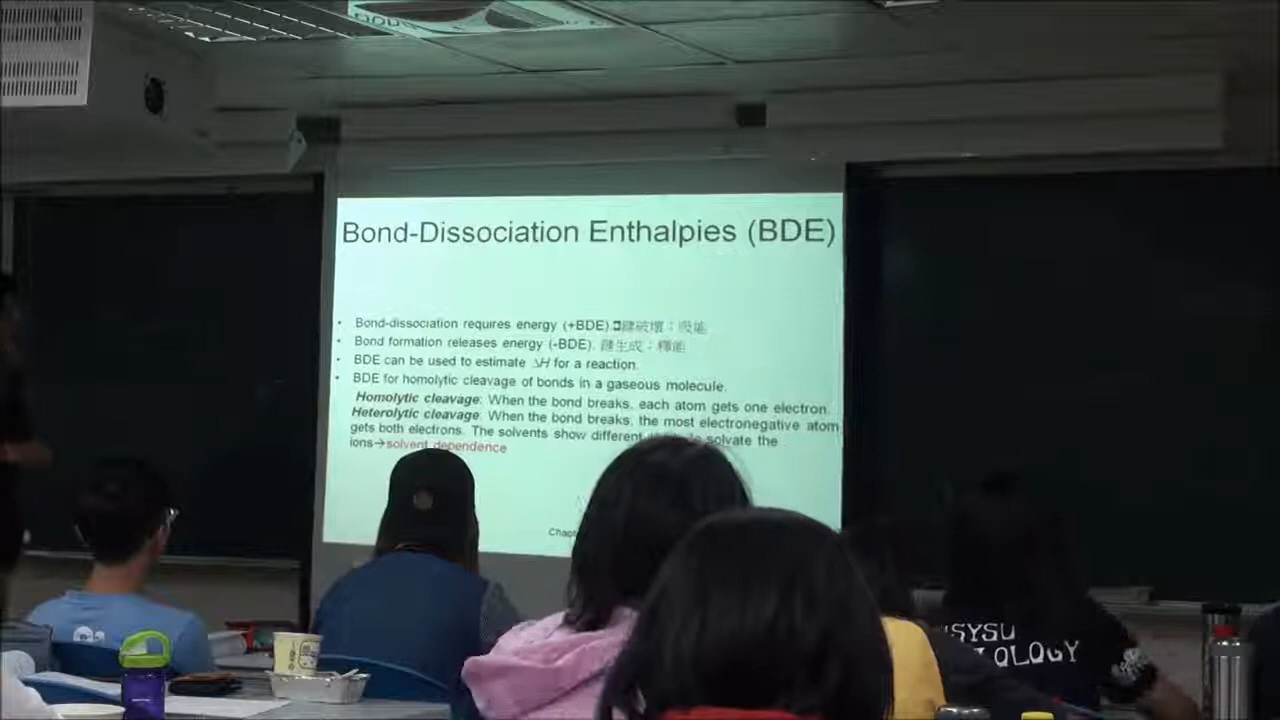 Bond-Dissociation Enthalpies (BDE)
• Bond-dissociation requires energy (+BDE).鍵破壞；吸能
• Bond formation releases energy (-BDE). 鍵生成；釋能
• BDE can be used to estimate ΔH for a reaction.
• BDE for homolytic cleavage of bonds in a gaseous molecule.
Homolytic cleavage: When the bond breaks, each atom gets one electron.
Heterolytic cleavage: When the bond breaks, the most electronegative atom
gets both electrons. The solvents show different solvate the
ions→solvent dependence
SYSU
OLOGY